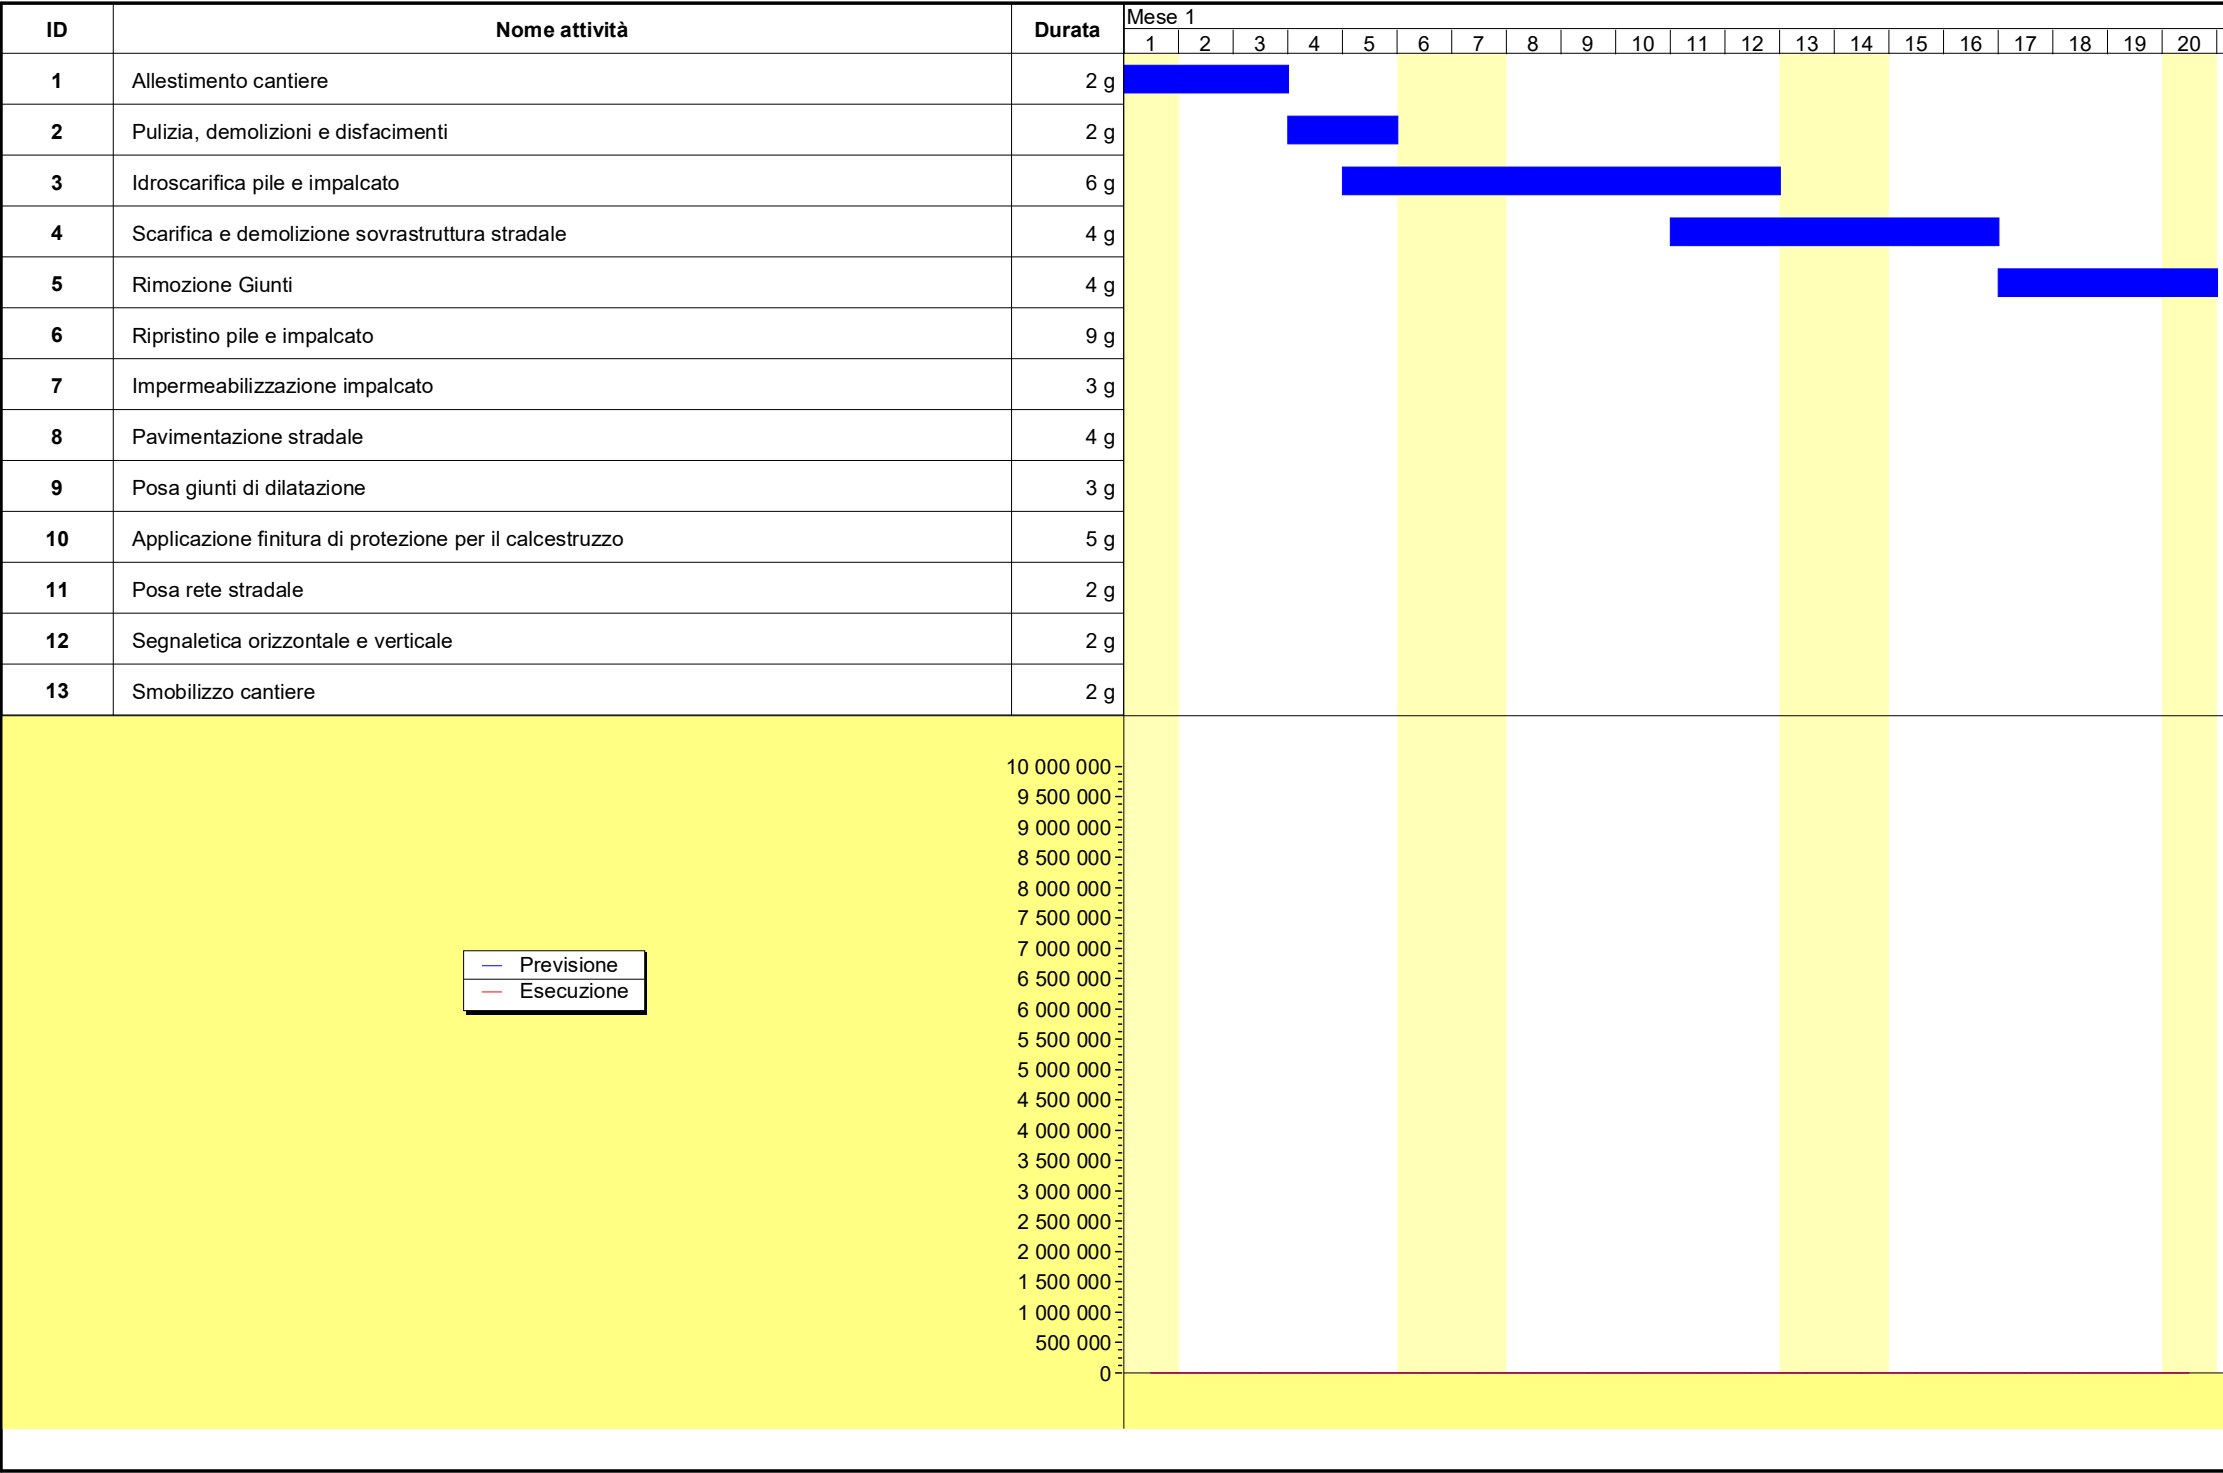 ID Nome attività Durata Mese 1
1 2 3 4 5 6 7 8 9 10 11 12 13 14 15 16 17 18 19 20
1 Allestimento cantiere 2 g
2 Pulizia, demolizioni e disfacimenti 2 g
3 Idroscarifica pile e impalcato 6 g
4 Scarifica e demolizione sovrastruttura stradale 4 g
5 Rimozione Giunti 4 g
6 Ripristino pile e impalcato 9 g
7 Impermeabilizzazione impalcato 3 g
8 Pavimentazione stradale 4 g
9 Posa giunti di dilatazione 3 g
10 Applicazione finitura di protezione per il calcestruzzo 5 g
11 Posa rete stradale 2 g
12 Segnaletica orizzontale e verticale 2 g
13 Smobilizzo cantiere 2 g
10 000 000
9 500 000
9 000 000
8 500 000
8 000 000
7 500 000
7 000 000
6 500 000
6 000 000
5 500 000
5 000 000
4 500 000
4 000 000
3 500 000
3 000 000
2 500 000
2 000 000
1 500 000
1 000 000
500 000
0
Previsione
Esecuzione